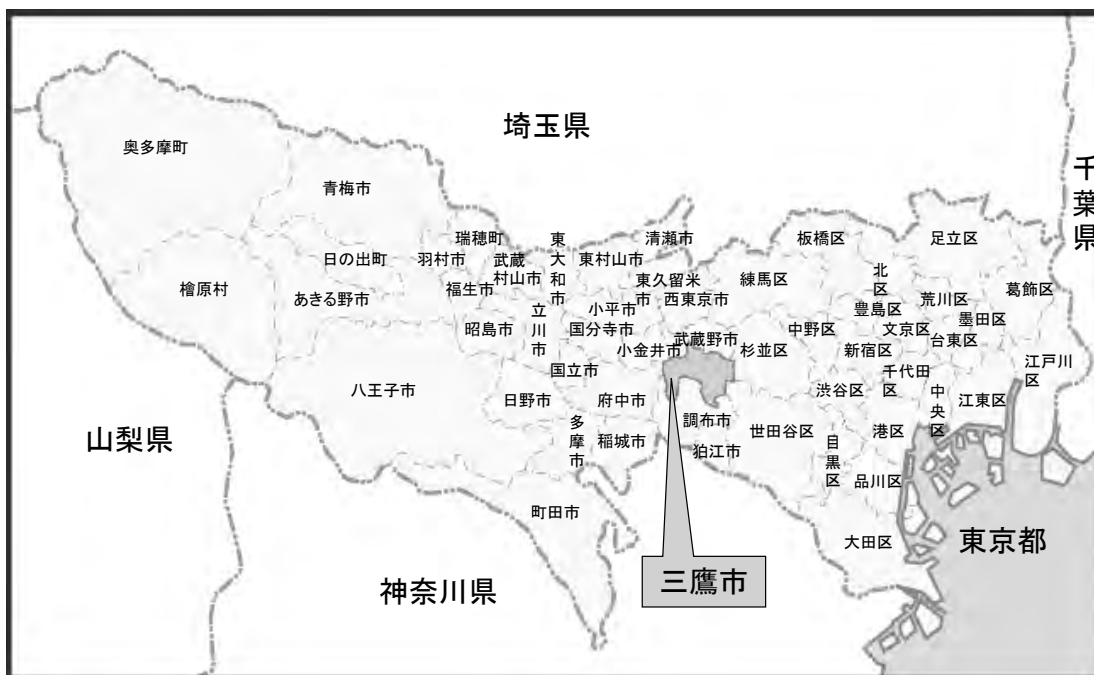 埼玉県
千葉県
奥多摩町
青梅市
瑞穂町
東大和市
清瀬市
板橋区
足立区
日の出町
羽村市
武蔵
村山市
東村山市
東久留米
市
練馬区
北区
檜原村
あきる野市
福生市
西東京市
豊島区
荒川区
葛飾区
昭島市
立川市
小平市
国分寺市
小金井市
武蔵野市
杉並区
中野区
新宿区
文京区
台東区
墨田区
江戸川
区
八王子市
国立市
日野市
府中市
渋谷区
千代田
区
中央区
江東区
山梨県
多摩市
稲城市
調布市
狛江市
世田谷区
目黒区
港区
品川区
町田市
大田区
東京都
神奈川県
三鷹市